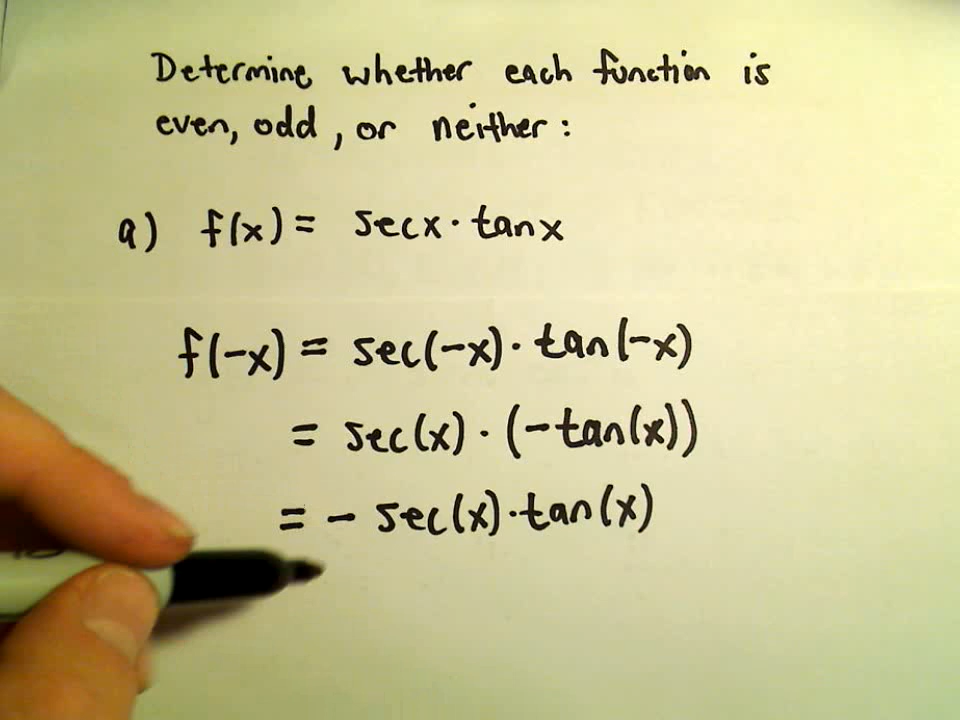 Determine whether each function is
even, odd, or neither:
a) f(x) = secx · tanx
f(-x) = sec(-x) · tan(-x)
= sec(x) · (-tan(x))
= - sec(x) · tan(x)